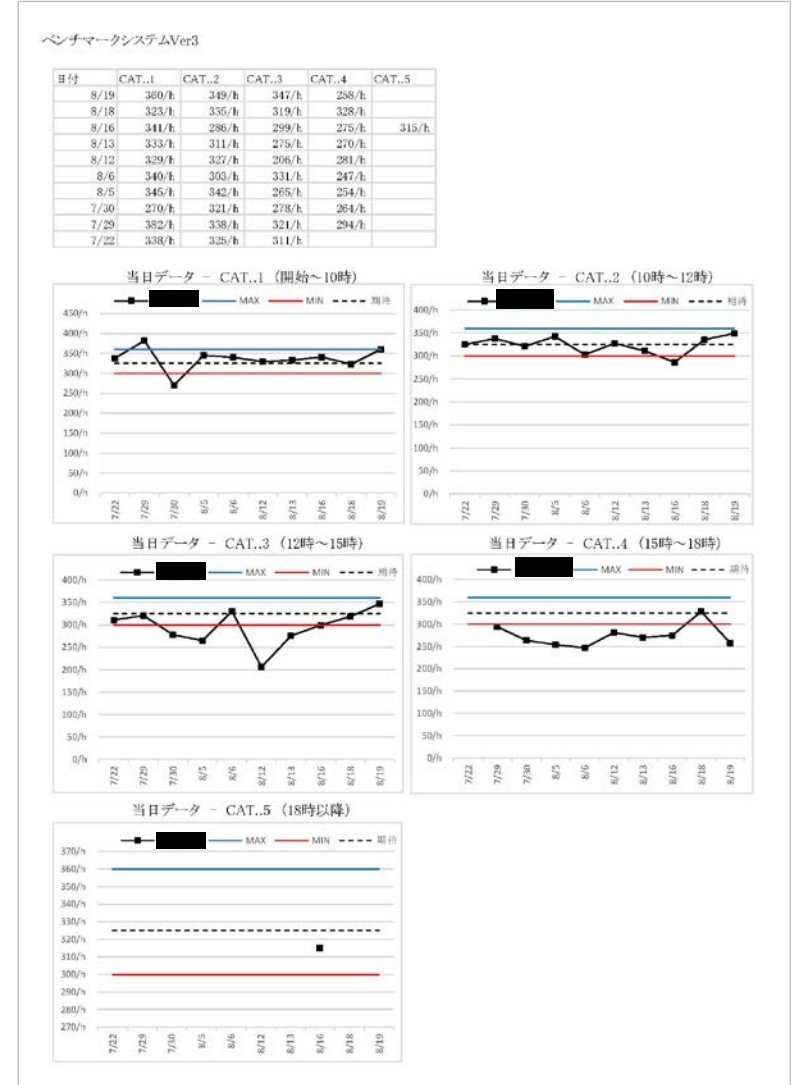 ベンチマークシステムVer3
日付 CAT..1 CAT..2 CAT..3 CAT..4 CAT..5
8/19 360/h 349/h 347/h 258/h
8/18 323/h 335/h 319/h 328/h
8/16 341/h 286/h 299/h 275/h 315/h
8/13 333/h 311/h 275/h 270/h
8/12 329/h 327/h 206/h 281/h
8/6 340/h 303/h 331/h 247/h
8/5 345/h 342/h 265/h 254/h
7/30 270/h 321/h 278/h 264/h
7/29 382/h 338/h 321/h 294/h
7/22 338/h 325/h 311/h
当日データ - CAT..1（開始～10時）
MAX MIN 期待
450/h
400/h
350/h
300/h
250/h
200/h
150/h
100/h
50/h
0/h
7/22 7/29 7/30 8/5 8/6 8/12 8/13 8/16 8/18 8/19
当日データ - CAT..2（10時～12時）
MAX MIN 期待
400/h
350/h
300/h
250/h
200/h
150/h
100/h
50/h
0/h
7/22 7/29 7/30 8/5 8/6 8/12 8/13 8/16 8/18 8/19
当日データ - CAT..3（12時～15時）
MAX MIN 期待
400/h
350/h
300/h
250/h
200/h
150/h
100/h
50/h
0/h
7/22 7/29 7/30 8/5 8/6 8/12 8/13 8/16 8/18 8/19
当日データ - CAT..4（15時～18時）
MAX MIN 期待
400/h
350/h
300/h
250/h
200/h
150/h
100/h
50/h
0/h
7/22 7/29 7/30 8/5 8/6 8/12 8/13 8/16 8/18 8/19
当日データ - CAT..5（18時以降）
MAX MIN 期待
370/h
360/h
350/h
340/h
330/h
320/h
310/h
300/h
290/h
280/h
270/h
7/22 7/29 7/30 8/5 8/6 8/12 8/13 8/16 8/18 8/19